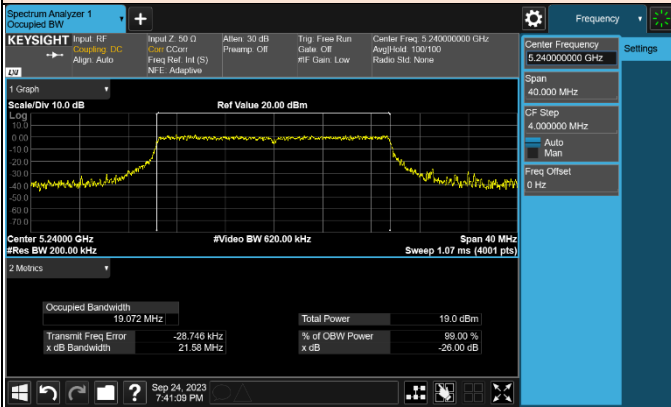 Spectrum Analyzer 1
Occupied BW
+
Frequency
KEYSIGHT
Input: RF
Coupling: DC
Align: Auto
Input Z: 50 Ω
Corr CCorr
Freq Ref: Int (S)
NFE: Adaptive
Atten: 30 dB
Preamp: Off
Trig: Free Run
Gate: Off
#IF Gain: Low
Center Freq: 5.240000000 GHz
Avg|Hold: 100/100
Radio Std: None
LXI
Center Frequency
5.240000000 GHz
Settings
Span
40.000 MHz
CF Step
4.000000 MHz
Auto
Man
Freq Offset
0 Hz
1 Graph
Scale/Div 10.0 dB
Ref Value 20.00 dBm
Log
10.0
0.00
-10.0
-20.0
-30.0
-40.0
-50.0
-60.0
-70.0
Center 5.24000 GHz
#Video BW 620.00 kHz
Span 40 MHz
#Res BW 200.00 kHz
Sweep 1.07 ms (4001 pts)
2 Metrics
Occupied Bandwidth
19.072 MHz
Total Power 19.0 dBm
Transmit Freq Error -28.746 kHz
% of OBW Power 99.00 %
x dB Bandwidth 21.58 MHz
x dB -26.00 dB
?
Sep 24, 2023
7:41:09 PM